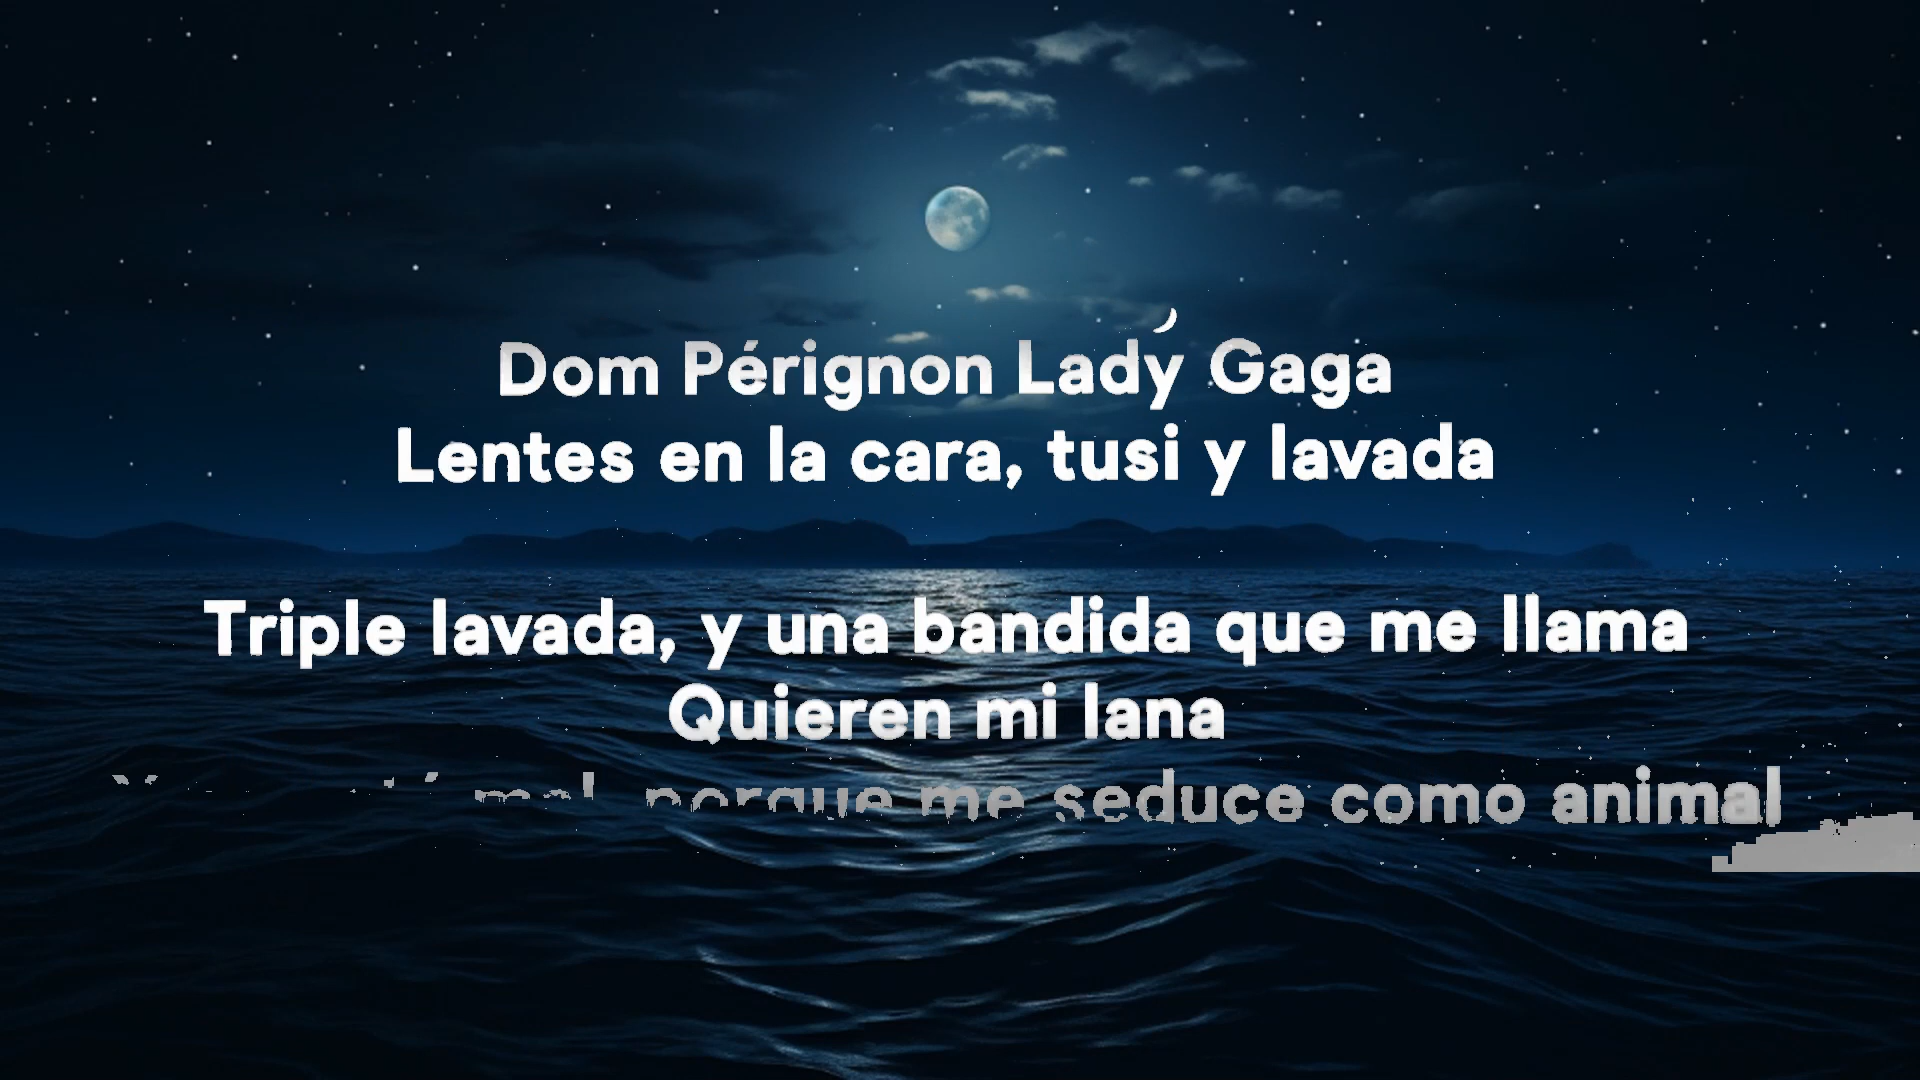 Dom Pérignon Lady Gaga
Lentes en la cara, tusi y lavada
Triple lavada, y una bandida que me llama
Quieren mi lana
porque me seduce como animal